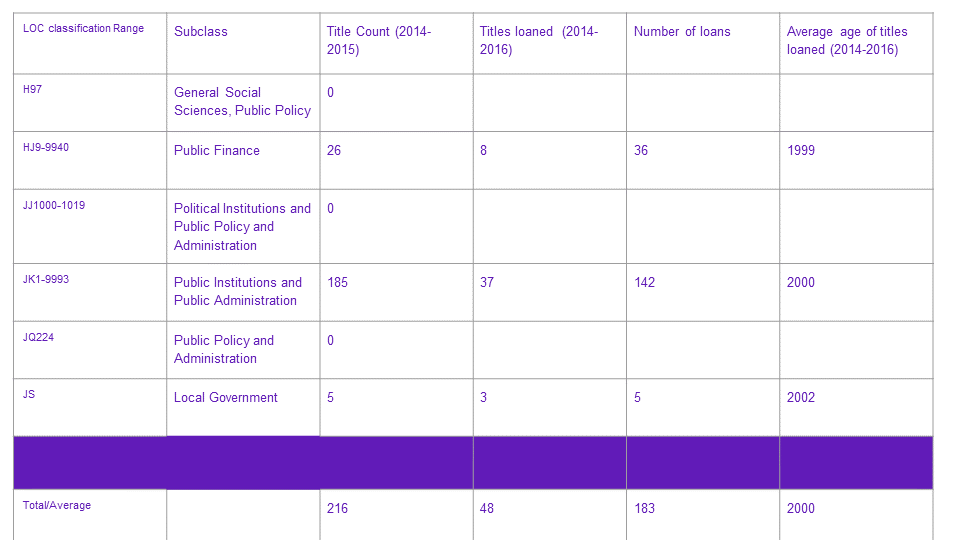 LOC classification Range
Subclass
Title Count (2014-
2015)
Titles loaned (2014-
2016)
Number of loans
Average age of titles
loaned (2014-2016)
H97
General Social
Sciences, Public Policy
0
HJ9-9940
Public Finance
26
8
36
1999
JJ1000-1019
Political Institutions and
Public Policy and
Administration
0
JK1-9993
Public Institutions and
Public Administration
185
37
142
2000
JQ224
Public Policy and
Administration
0
JS
Local Government
5
3
5
2002
Total/Average
216
48
183
2000